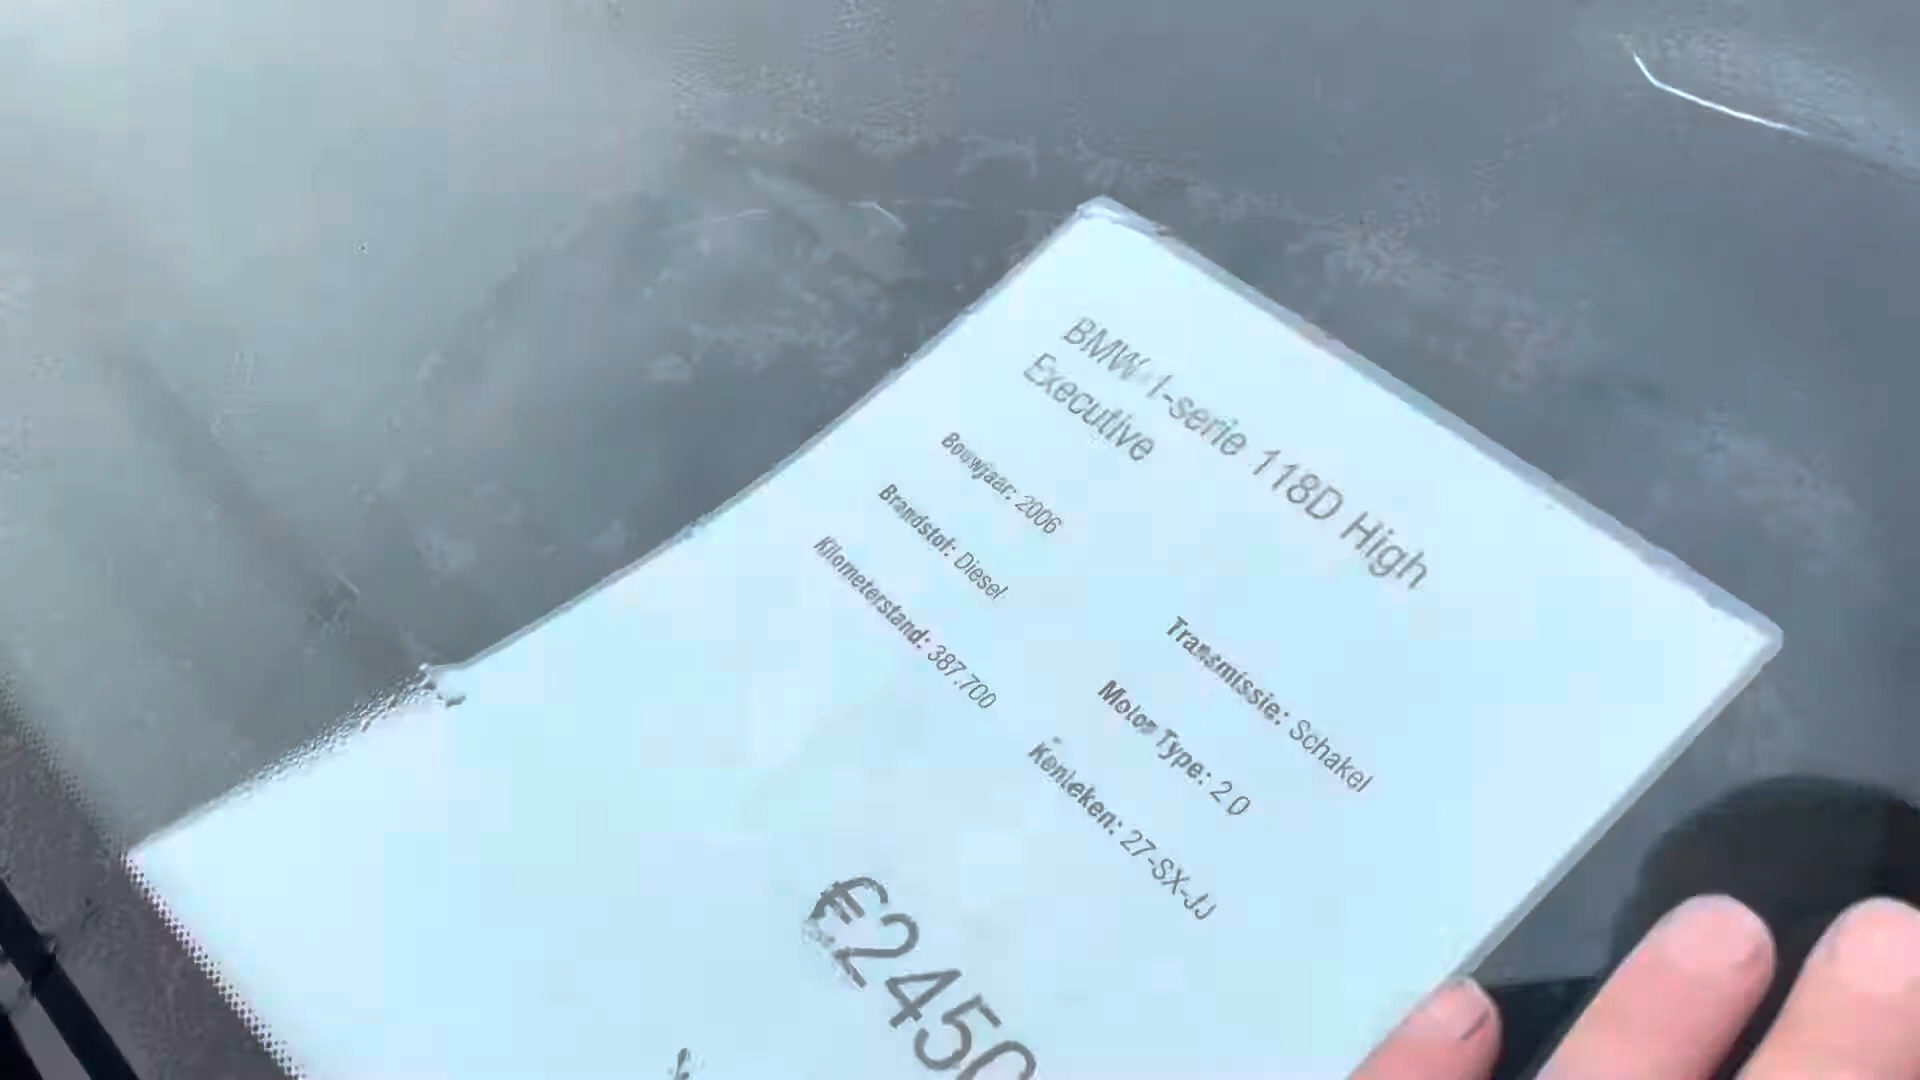 BMW 1-serie 118D High
Executive
Bouwjaar: 2006
Brandstof: Diesel
Kilometerstand: 387.700
Transmissie: Schakel
Motor Type: 2.0
Kenteken: 27-SX-JJ
€2450